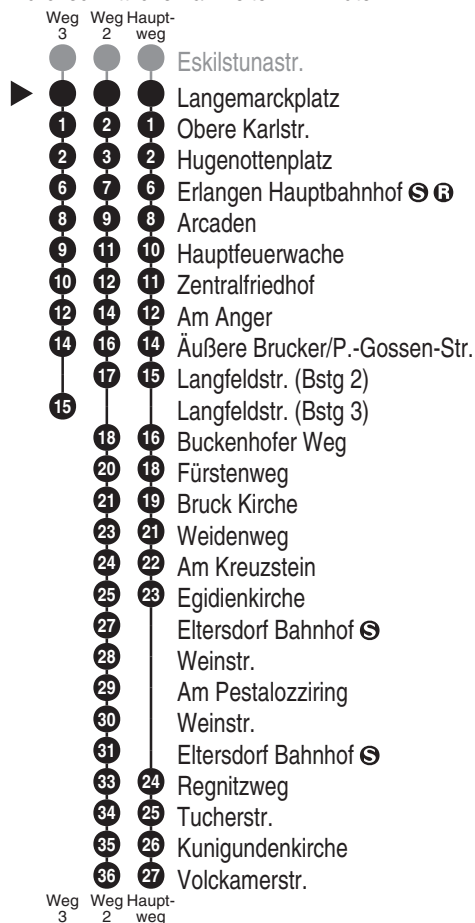 Weg Weg Haupt-
3 2 weg
Eskilstunastr.
Langemarckplatz
1 2 1 Obere Karlstr.
2 3 2 Hugenottenplatz
6 7 6 Erlangen Hauptbahnhof S R
8 9 8 Arcaden
9 11 10 Hauptfeuerwache
10 12 11 Zentralfriedhof
12 14 12 Am Anger
14 16 14 Äußere Brucker/P.-Gossen-Str.
17 15 Langfeldstr. (Bstg 2)
15 Langfeldstr. (Bstg 3)
18 16 Buckenhofer Weg
20 18 Fürstenweg
21 19 Bruck Kirche
23 21 Weidenweg
24 22 Am Kreuzstein
25 23 Egidienkirche
27 Eltersdorf Bahnhof S
28 Weinstr.
29 Am Pestalozziring
30 Weinstr.
31 Eltersdorf Bahnhof S
33 24 Regnitzweg
34 25 Tucherstr.
35 26 Kunigundenkirche
36 27 Volckamerstr.
Weg Weg Haupt-
3 2 weg